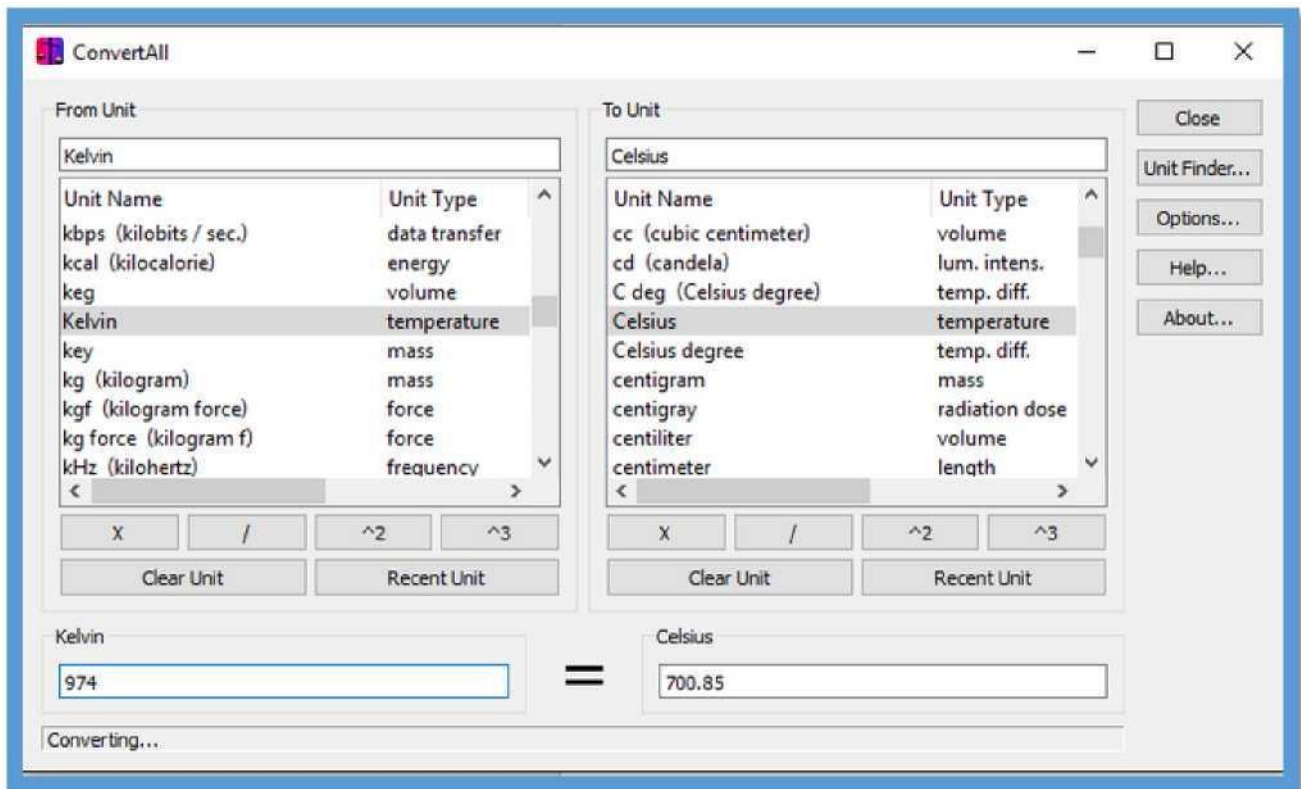 ConvertAll
From Unit
Kelvin
Unit Name Unit Type
kbps (kilobits / sec.) data transfer
kcal (kilocalorie) energy
keg volume
Kelvin temperature
key mass
kg (kilogram) mass
kgf (kilogram force) force
kg force (kilogram f) force
kHz (kilohertz) frequency
X / ^2 ^3
Clear Unit Recent Unit
To Unit
Celsius
Unit Name Unit Type
cc (cubic centimeter) volume
cd (candela) lum. intens.
C deg (Celsius degree) temp. diff.
Celsius temperature
Celsius degree temp. diff.
centigram mass
centigray radiation dose
centiliter volume
centimeter length
X / ^2 ^3
Clear Unit Recent Unit
Close
Unit Finder...
Options...
Help...
About...
Kelvin
974
=
Celsius
700.85
Converting...